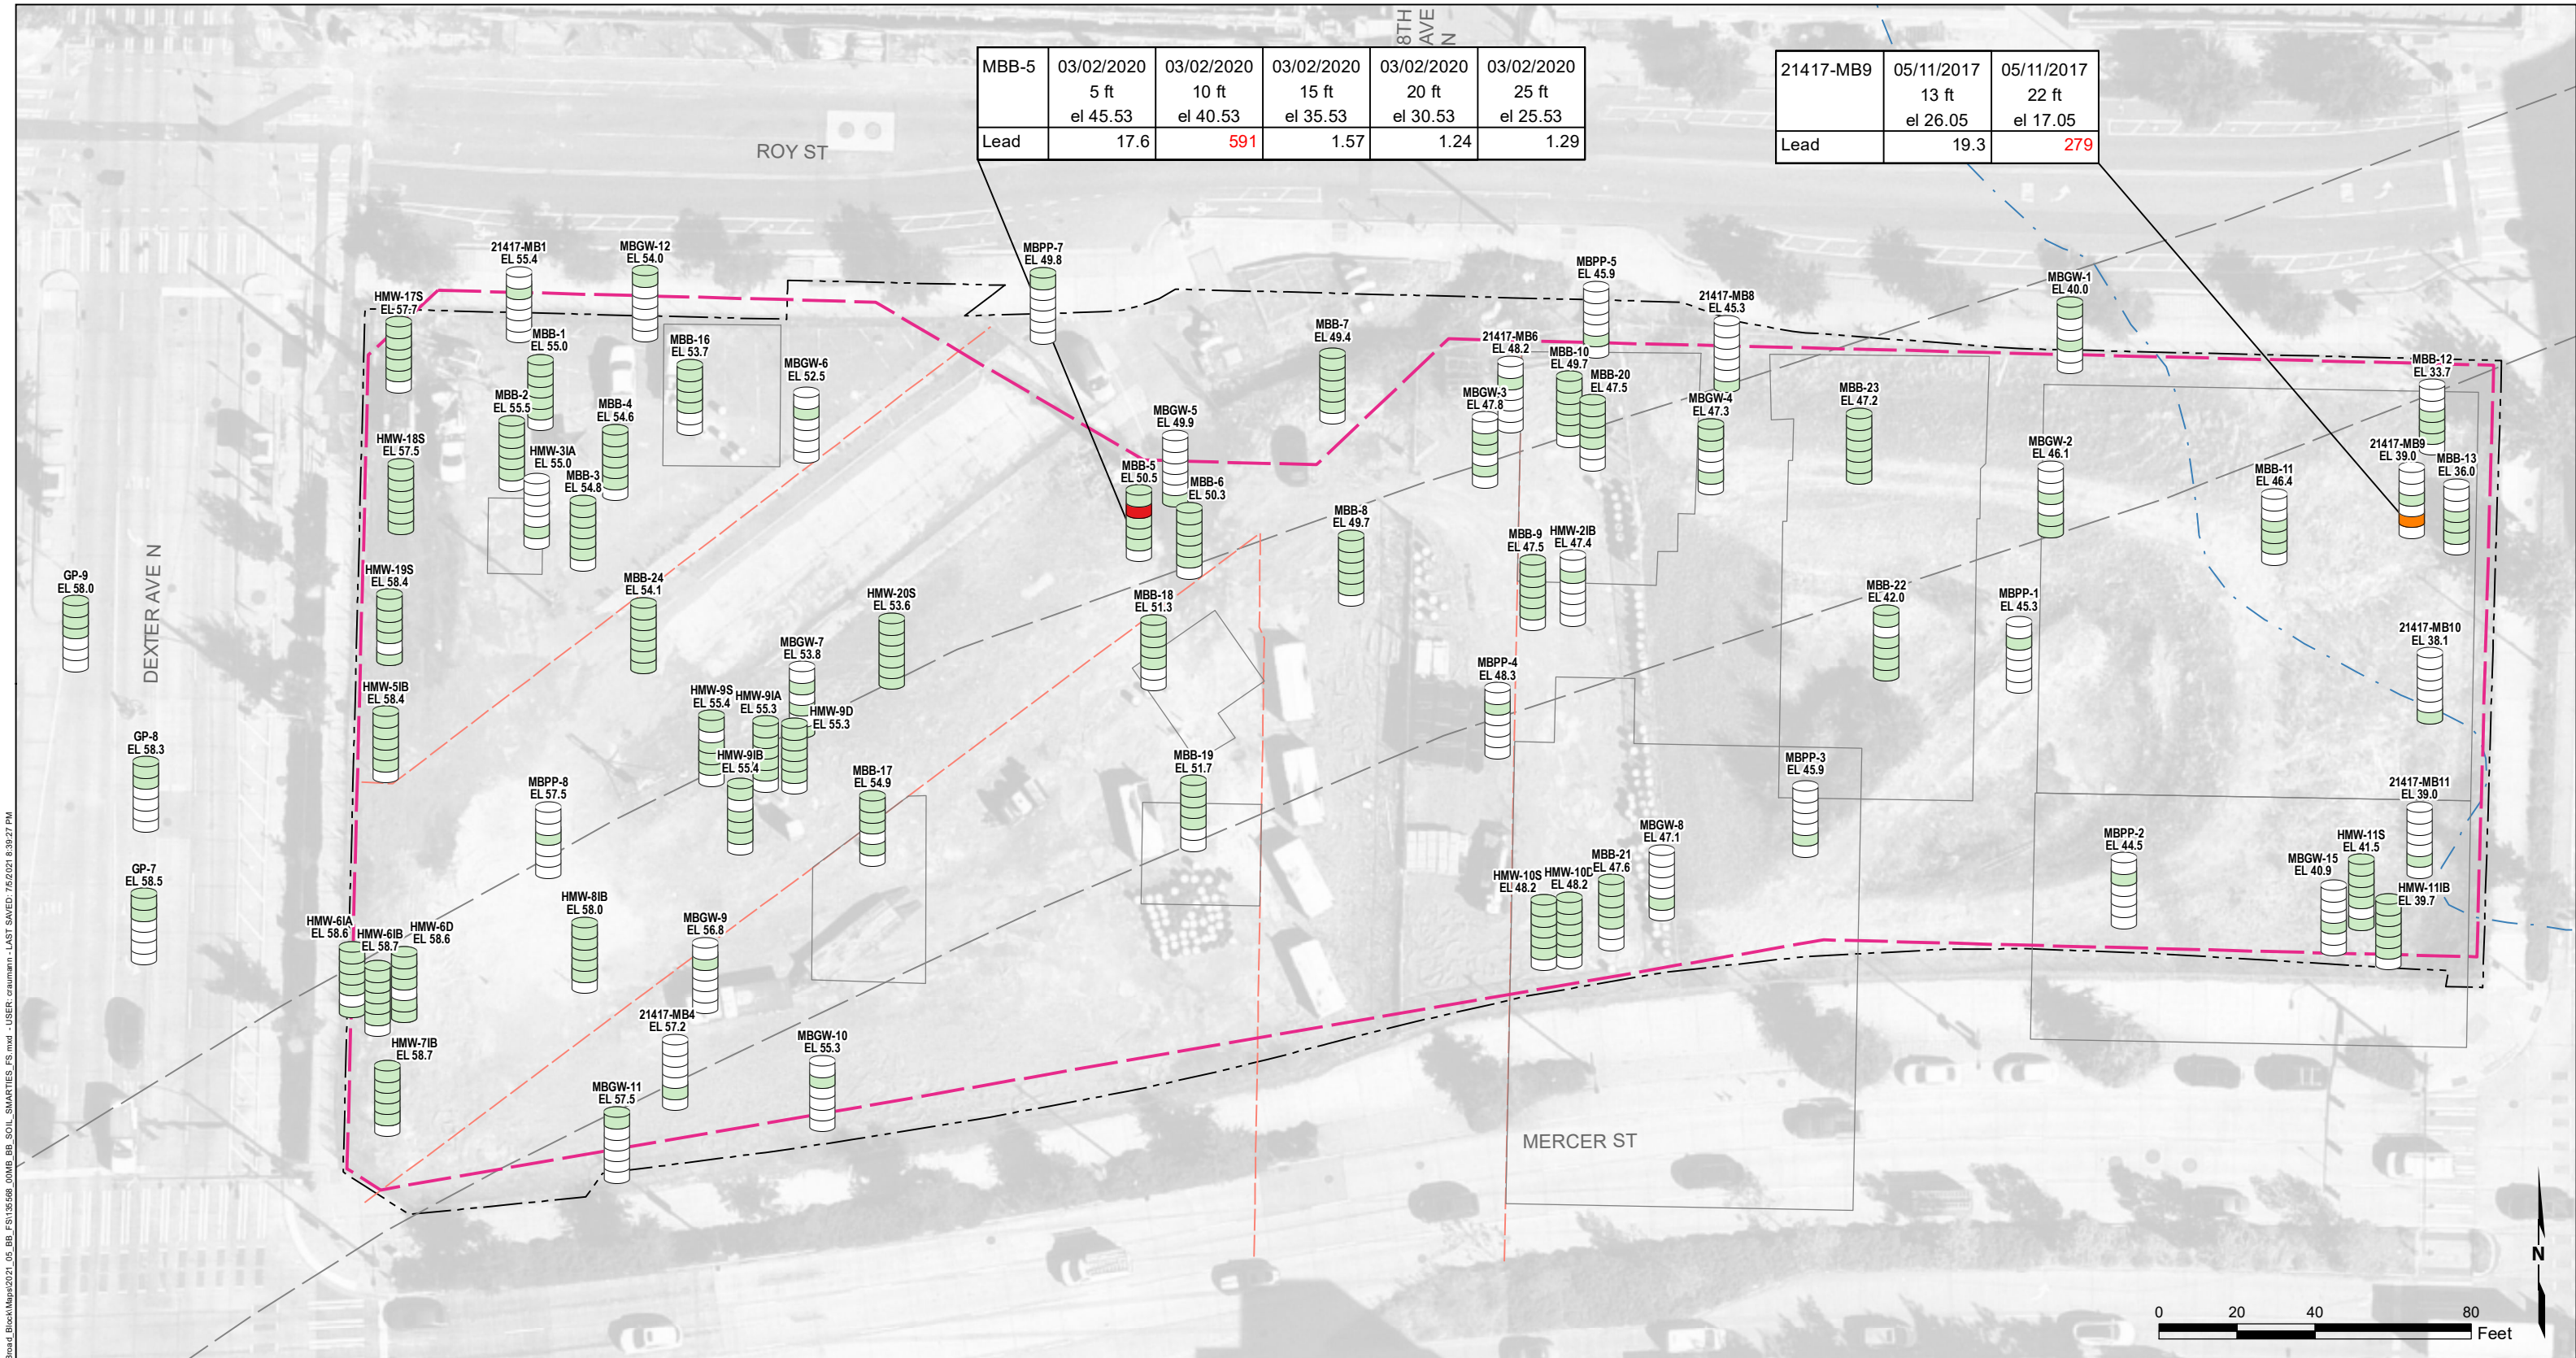 8TH
AVE
N
MBB-5 03/02/2020 03/02/2020 03/02/2020 03/02/2020 03/02/2020
5 ft 10 ft 15 ft 20 ft 25 ft
el 45.53 el 40.53 el 35.53 el 30.53 el 25.53
Lead 17.6 591 1.57 1.24 1.29
21417-MB9 05/11/2017 05/11/2017
13 ft 22 ft
el 26.05 el 17.05
Lead 19.3 279
ROY ST
21417-MB1
EL 55.4
MBGW-12
EL 54.0
MBPP-7
EL 49.8
MBPP-5
EL 45.9
21417-MB8
EL 45.3
MBGW-1
EL 40.0
HMW-17S
EL 57.7
MBB-1
EL 55.0
MBB-16
EL 53.7
MBGW-6
EL 52.5
MBB-7
EL 49.4
21417-MB6
EL 48.2
MBB-10
EL 49.7
MBB-20
EL 47.5
MBB-12
EL 33.7
MBB-2
EL 55.5
MBB-4
EL 54.6
MBGW-5
EL 49.9
MBGW-3
EL 47.8
MBGW-4
EL 47.3
MBB-23
EL 47.2
HMW-18S
EL 57.5
HMW-3IA
EL 55.0
MBB-3
EL 54.8
MBB-5
EL 50.5
MBB-6
EL 50.3
MBGW-2
EL 46.1
MBB-11
EL 46.4
21417-MB9
EL 39.0
MBB-13
EL 36.0
MBB-8
EL 49.7
MBB-9
EL 47.5
HMW-2IB
EL 47.4
GP-9
EL 58.0
DEXTER AVE N
HMW-19S
EL 58.4
MBB-24
EL 54.1
HMW-20S
EL 53.6
MBB-18
EL 51.3
MBB-22
EL 42.0
MBPP-1
EL 45.3
21417-MB10
EL 38.1
MBGW-7
EL 53.8
MBPP-4
EL 48.3
HMW-5IB
EL 58.4
HMW-9S
EL 55.4
HMW-9IA
EL 55.3
HMW-9D
EL 55.3
GP-8
EL 58.3
HMW-9IB
EL 55.4
MBB-17
EL 54.9
MBB-19
EL 51.7
MBPP-3
EL 45.9
MBPP-8
EL 57.5
21417-MB11
EL 39.0
GP-7
EL 58.5
HMW-8IB
EL 58.0
MBGW-9
EL 56.8
HMW-10S
EL 48.2
HMW-10D
EL 48.2
MBB-21
EL 47.6
MBGW-8
EL 47.1
MBPP-2
EL 44.5
MBGW-15
EL 40.9
HMW-11S
EL 41.5
HMW-11IB
EL 39.7
HMW-6IA
EL 58.6
HMW-6IB
EL 58.7
HMW-6D
EL 58.6
21417-MB4
EL 57.2
MBGW-10
EL 55.3
HMW-7IB
EL 58.7
MBGW-11
EL 57.5
MERCER ST
N
0 20 40 80
Feet
Broad_Block\Maps\2021_05_BB_FS\135568_00MB_BB_SOIL_SMARTIES_FS.mxd - USER: craumann - LAST SAVED: 7/5/2021 8:39:27 PM